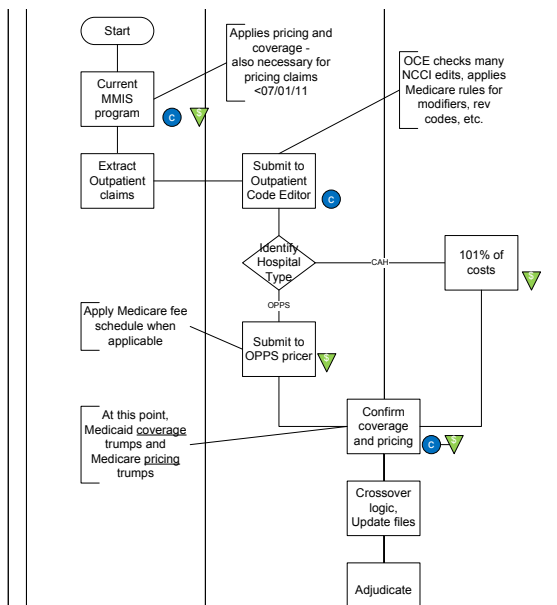 Start
Applies pricing and
coverage -
also necessary for
pricing claims
<07/01/11
OCE checks many
NCCI edits, applies
Medicare rules for
modifiers, rev
codes, etc.
Current
MMIS
program
C
$
Extract
Outpatient
claims
Submit to
Outpatient
Code Editor
C
Identify
Hospital
Type
CAH
101% of
costs
$
OPPS
Apply Medicare fee
schedule when
applicable
Submit to
OPPS pricer
$
At this point,
Medicaid coverage
trumps and
Medicare pricing
trumps
Confirm
coverage
and pricing
C
$
Crossover
logic,
Update files
Adjudicate